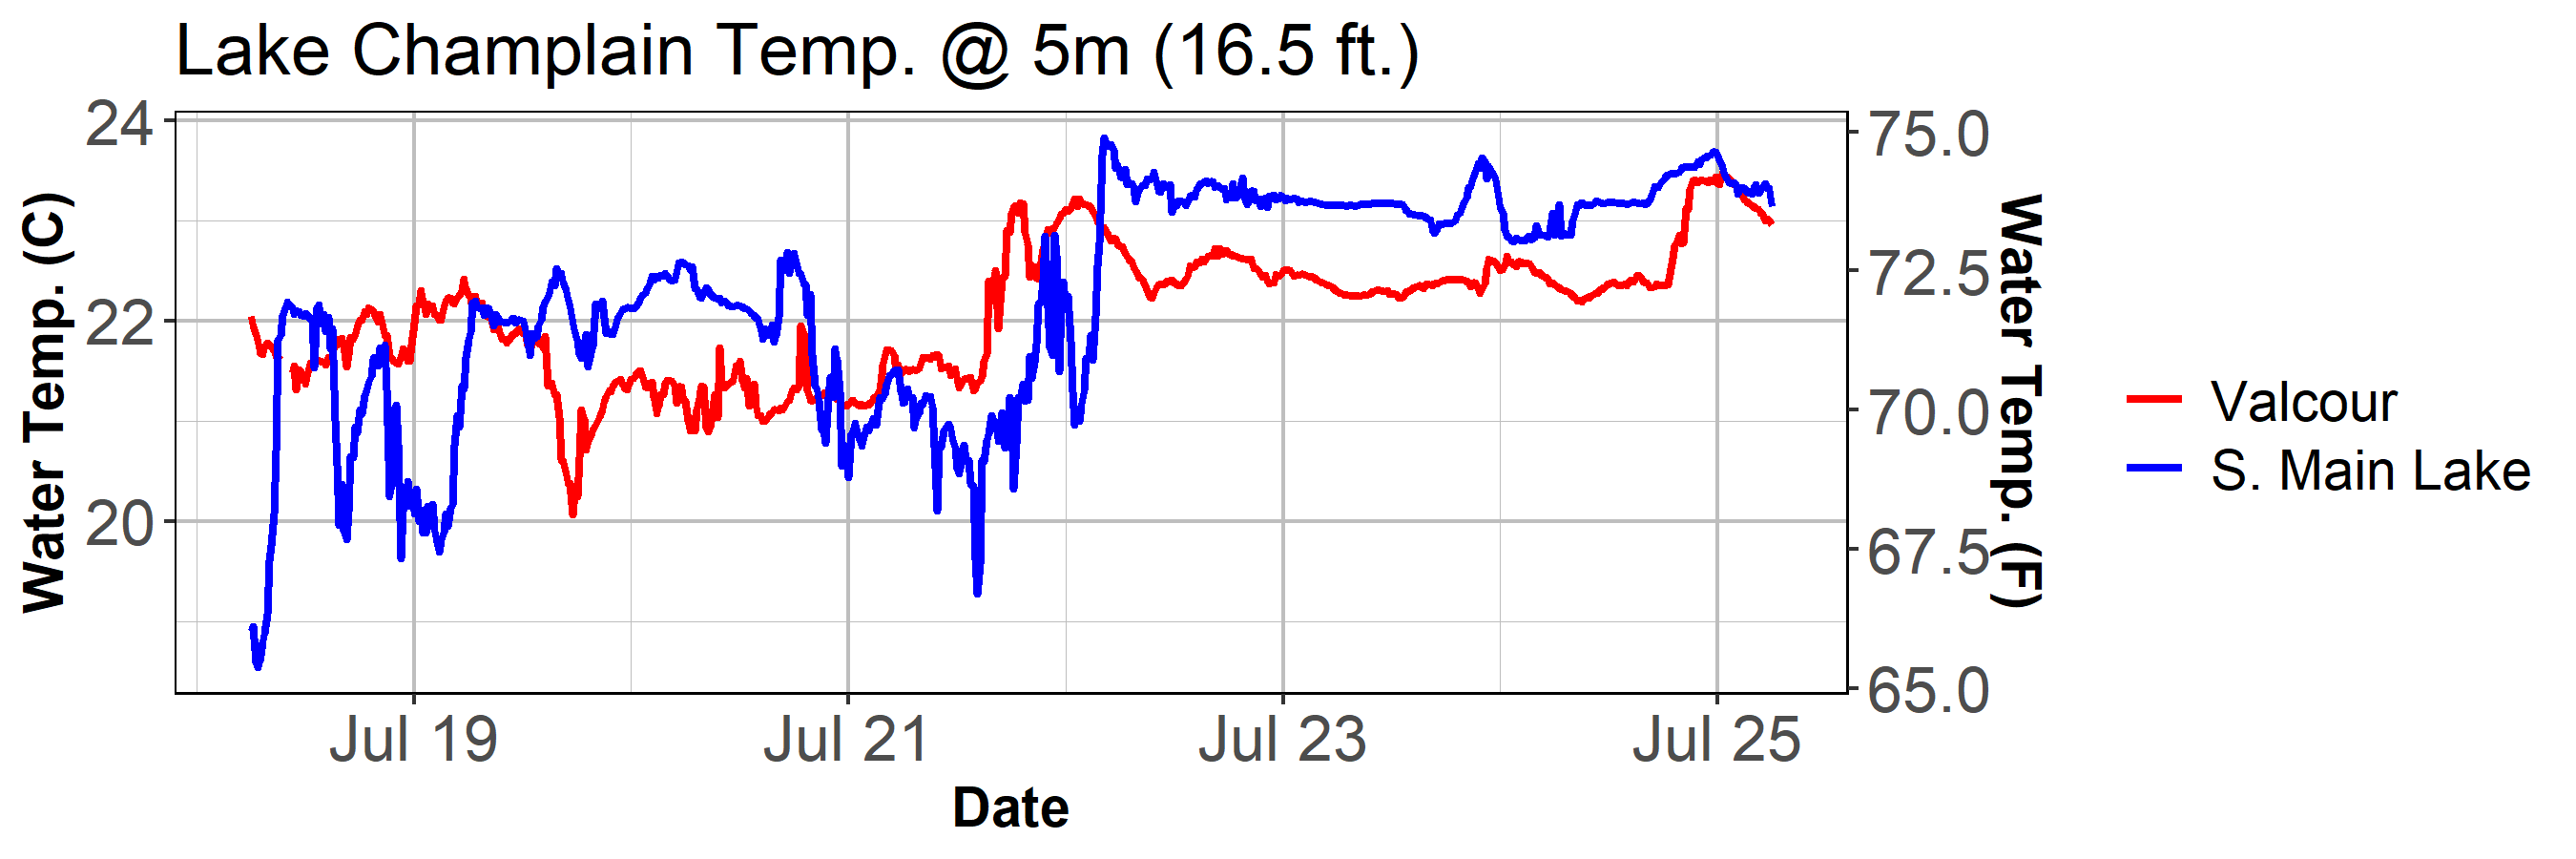 Lake Champlain Temp. @ 5m (16.5 ft.)
Water Temp. (C)
24
22
20
75.0
72.5
70.0
67.5
65.0
Water Temp. (F)
Jul 19
Jul 21
Jul 23
Jul 25
Date
Valcour
S. Main Lake